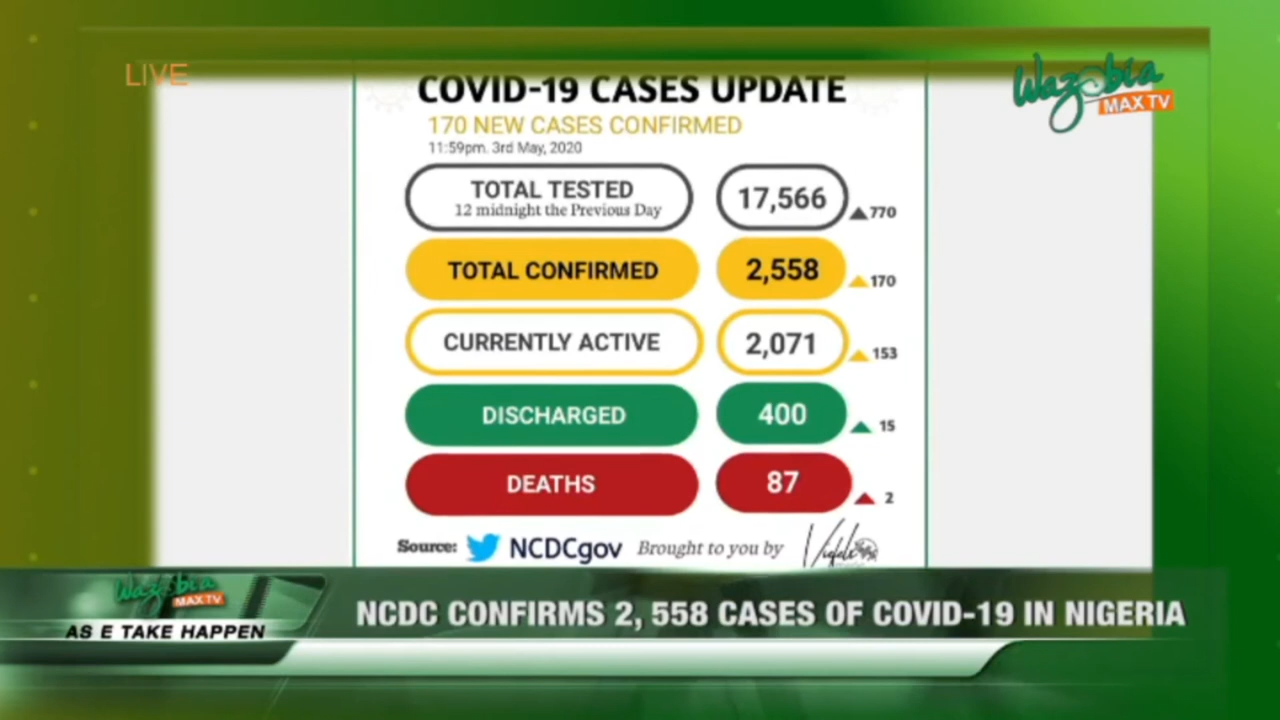 LIVE
Wazobia
MAX TV
COVID-19 CASES UPDATE
170 NEW CASES CONFIRMED
11:59pm. 3rd May, 2020
TOTAL TESTED
12 midnight the Previous Day
17,566
770
TOTAL CONFIRMED
2,558
170
CURRENTLY ACTIVE
2,071
153
DISCHARGED
400
15
DEATHS
87
2
Source: NCDCgov Brought to you by
Wazobia
MAX TV
AS E TAKE HAPPEN
NCDC CONFIRMS 2, 558 CASES OF COVID-19 IN NIGERIA